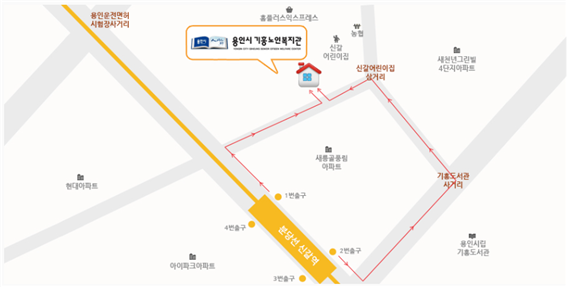 홈플러스익스프레스
용인운전면허
시험장사거리
용인시 기흥노인복지관
농협
신갈
어린이집
새천년그린빌
4단지아파트
신갈어린이집
삼거리
새릉골풍림
아파트
현대아파트
기흥도서관
사거리
1번출구
4번출구
분당선 신갈역
2번출구
용인시립
기흥도서관
아이파크아파트
3번출구